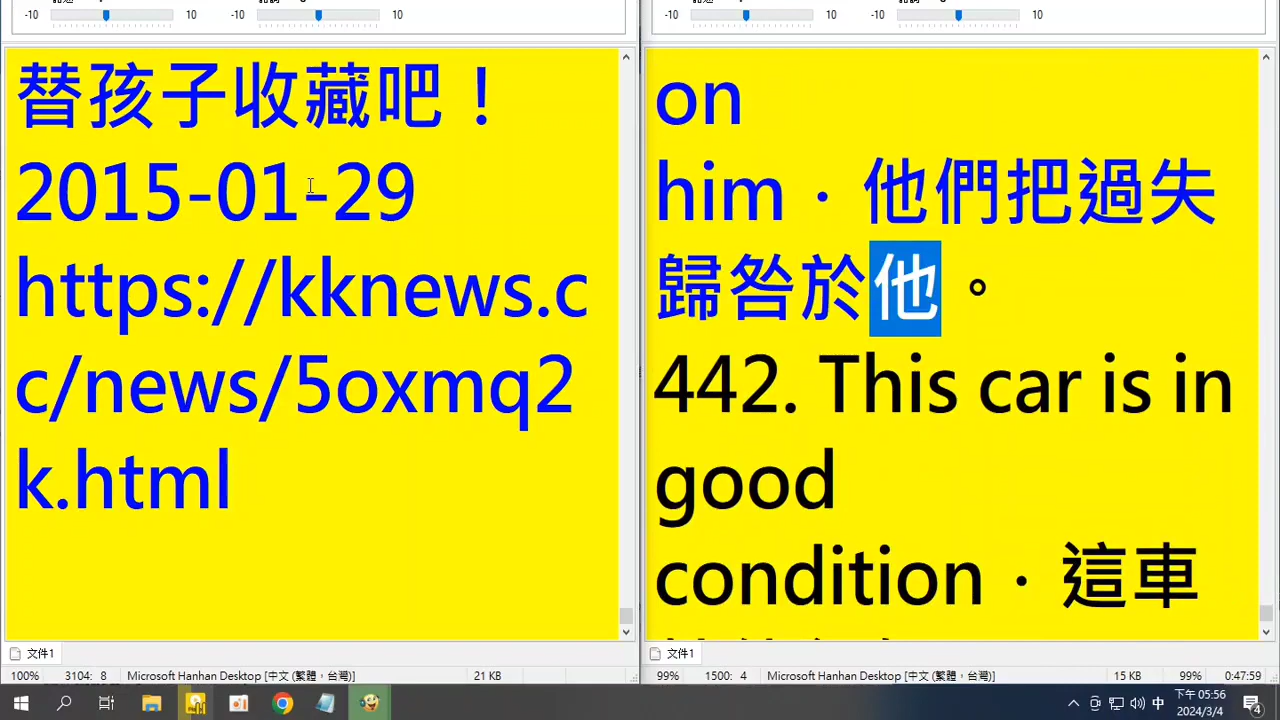 -10
10
-10
10
-10
10
-10
10
替孩子收藏吧！
2015-01-29
https://kknews.c
c/news/5oxmq2
k.html
on
him．他們把過失
歸咎於他。
442. This car is in
good
condition．這車
文件1
文件1
100%
3104: 8
Microsoft Hanhan Desktop [中文 (繁體，台灣)]
21 KB
99%
1500: 4
Microsoft Hanhan Desktop [中文 (繁體，台灣)]
15 KB
99%
0:47:59
中
下午 05:56
2024/3/4
4